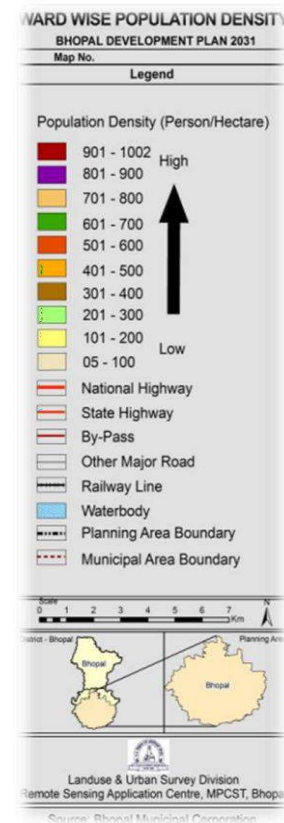 WARD WISE POPULATION DENSITY
BHOPAL DEVELOPMENT PLAN 2031
Map No.
Legend
Population Density (Person/Hectare)
901 - 1002
High
801 - 900
701 - 800
601 - 700
501 - 600
401 - 500
301 - 400
201 - 300
101 - 200
Low
05 - 100
National Highway
State Highway
By-Pass
Other Major Road
Railway Line
Waterbody
Planning Area Boundary
Municipal Area Boundary
Scale
N
0 1 2 3 4 5 6 7
Km
District - Bhopal
Planning Area
Bhopal
Bhopal
Landuse & Urban Survey Division
Remote Sensing Application Centre, MPCST, Bhopal
Source: Bhopal Municipal Corporation